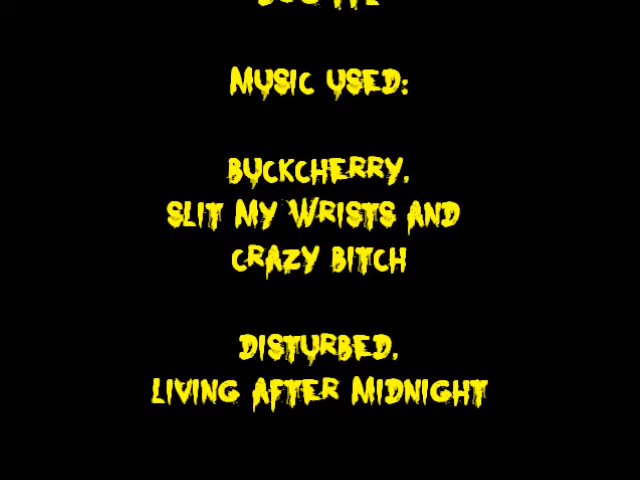 MUSIC USED:
BUCKCHERRY,
SLIT MY WRISTS AND
CRAZY BITCH
DISTURBED,
LIVING AFTER MIDNIGHT